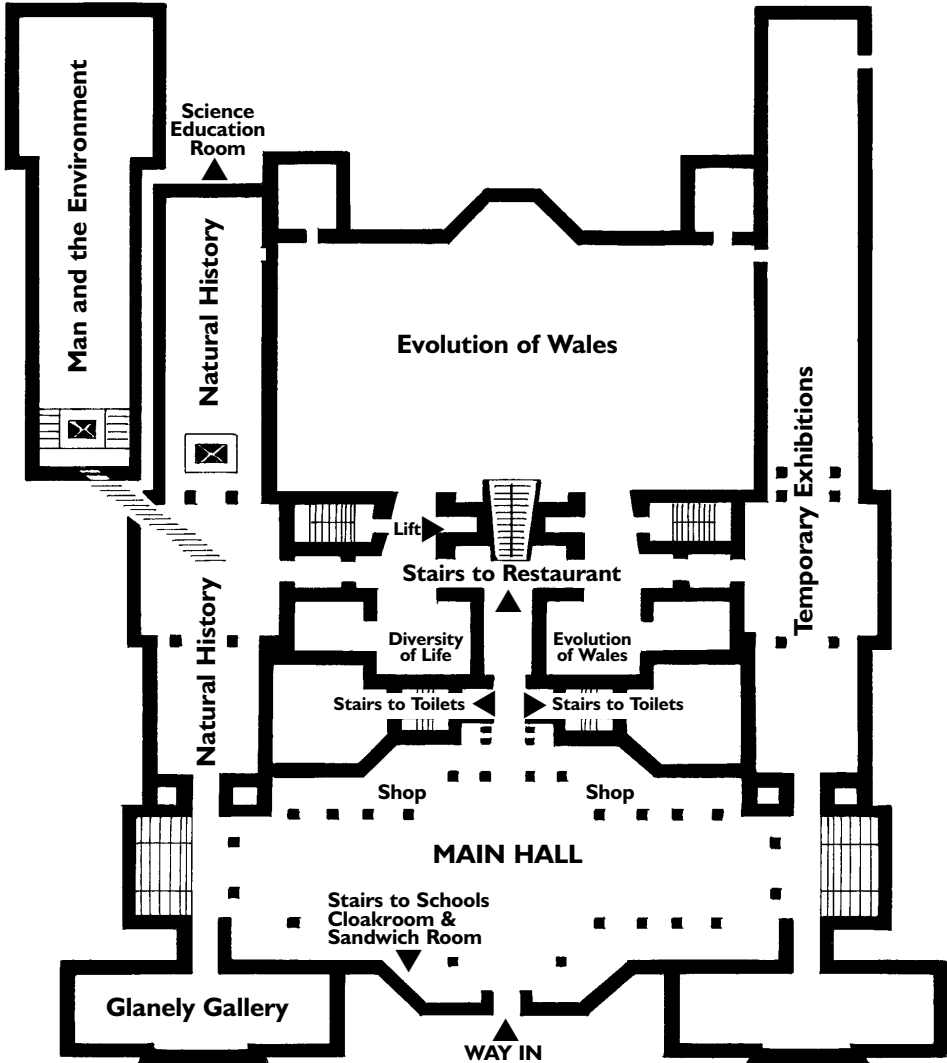 Man and the Environment
Science
Education
Room
Natural History
Evolution of Wales
Temporary Exhibitions
Lift
Stairs to Restaurant
Natural History
Diversity
of Life
Evolution
of Wales
Stairs to Toilets
Stairs to Toilets
Shop
Shop
MAIN HALL
Stairs to Schools
Cloakroom &
Sandwich Room
Glanely Gallery
WAY IN